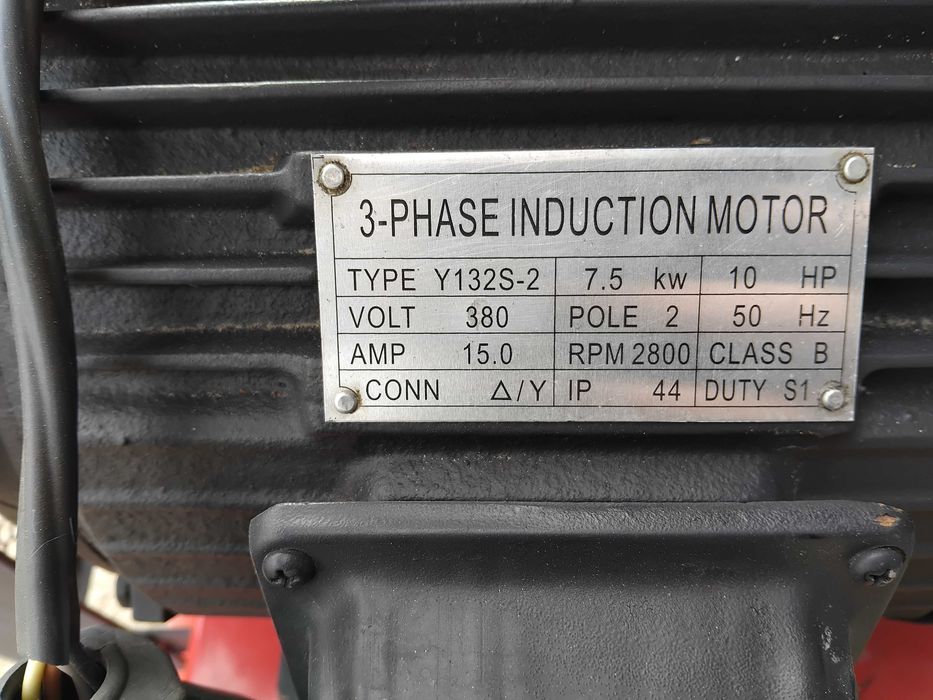 3-PHASE INDUCTION MOTOR
TYPE Y132S-2 7.5 kw 10 HP
VOLT 380 POLE 2 50 Hz
AMP 15.0 RPM 2800 CLASS B
CONN △/Y IP 44 DUTY S1